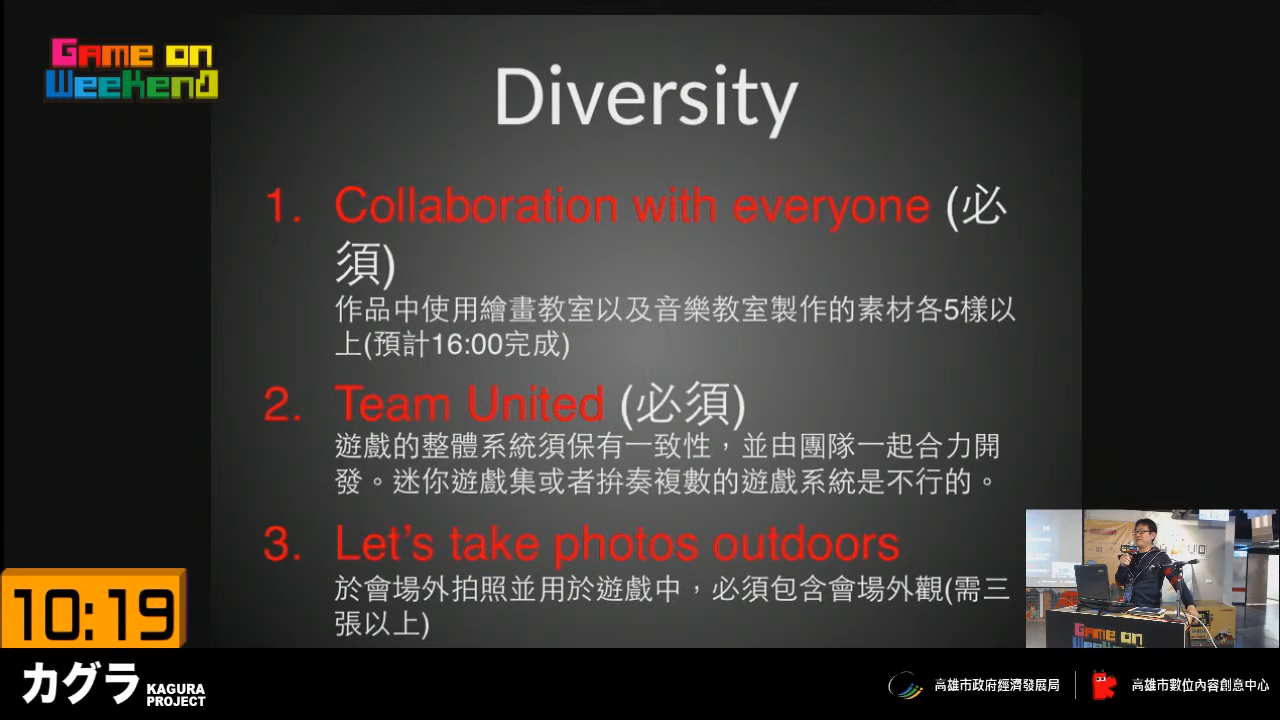 Game on
Weekend
Diversity
1. Collaboration with everyone (必
須)
作品中使用繪畫教室以及音樂教室製作的素材各5樣以
上(預計16:00完成)
2. Team United (必須)
遊戲的整體系統須保有一致性，並由團隊一起合力開
發。迷你遊戲集或者拚奏複數的遊戲系統是不行的。
3. Let's take photos outdoors
於會場外拍照並用於遊戲中，必須包含會場外觀(需三
張以上)
10:19
Game on
Weekend
カグラ KAGURA
PROJECT
高雄市政府經濟發展局
高雄市數位內容創意中心